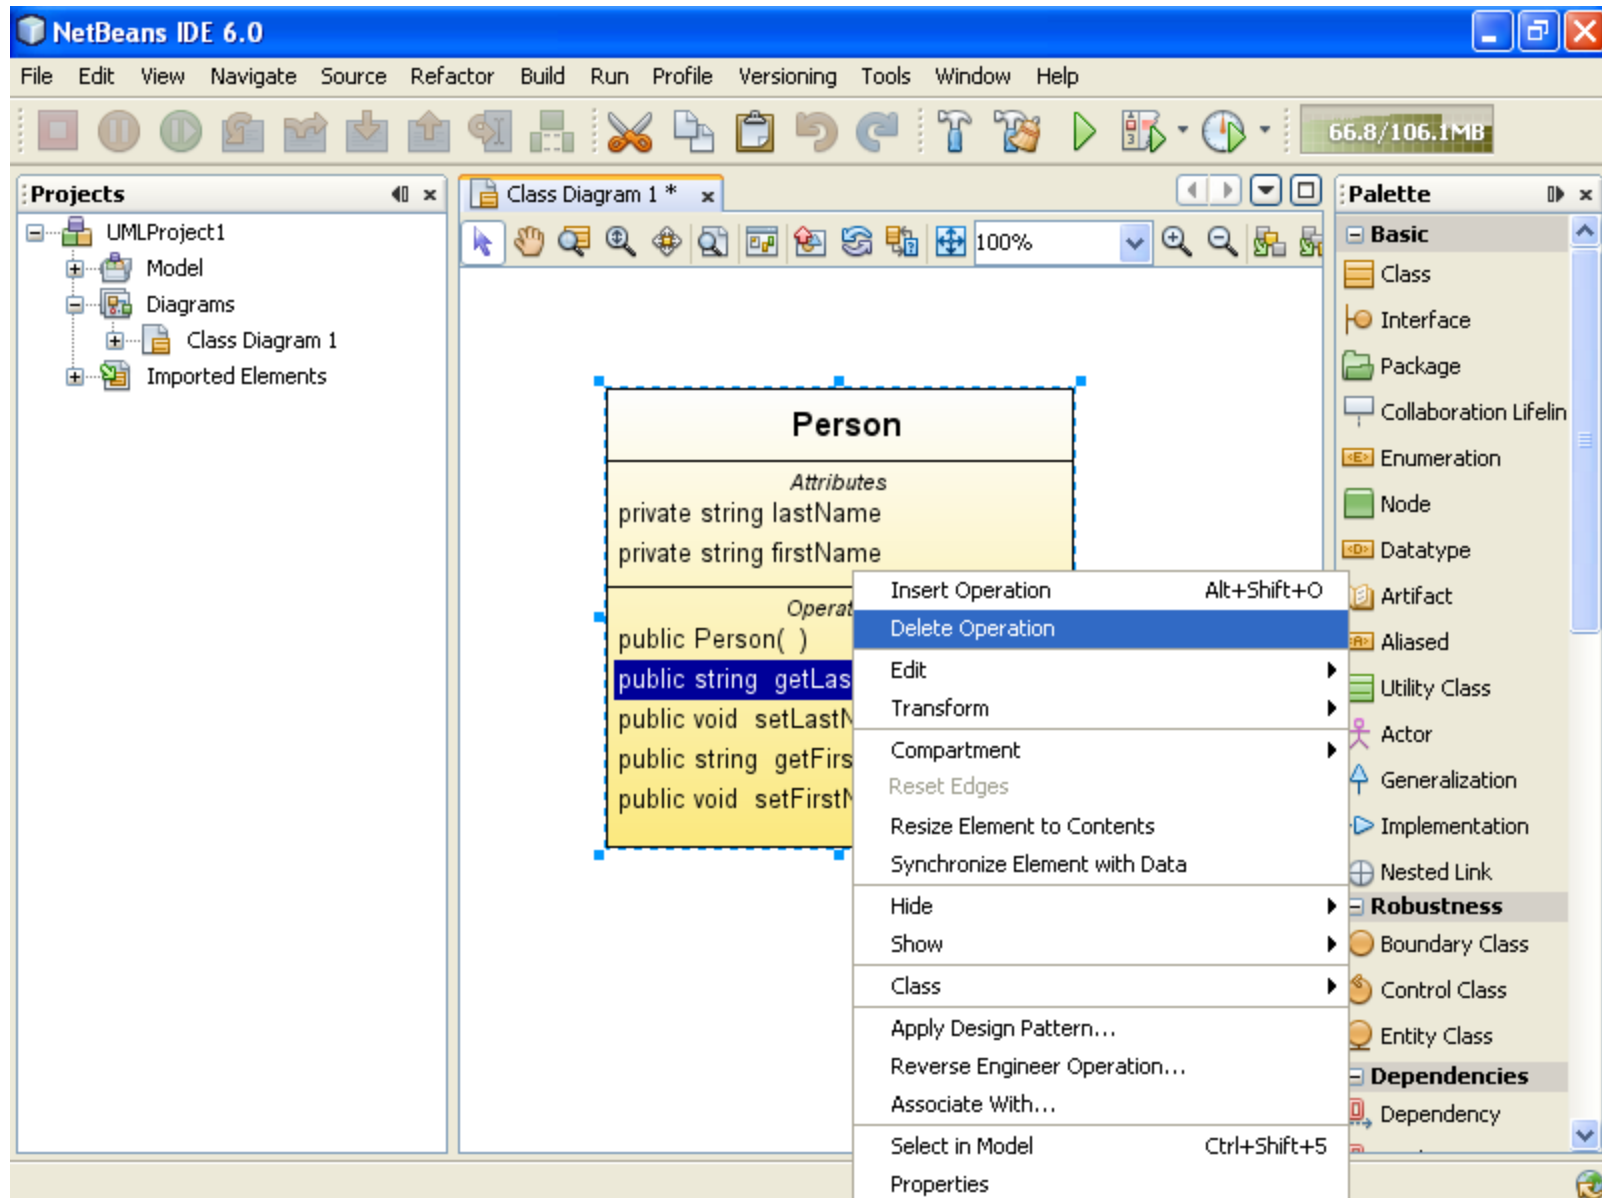 NetBeans IDE 6.0
File Edit View Navigate Source Refactor Build Run Profile Versioning Tools Window Help
66.8/106.1MB
Projects
UMLProject1
Model
Diagrams
Class Diagram 1
Imported Elements
Class Diagram 1 *
100%
Person
Attributes
private string lastName
private string firstName
Operat
public Person( )
public string getLas
public void setLastN
public string getFirs
public void setFirstN
Insert Operation Alt+Shift+O
Delete Operation
Edit
Transform
Compartment
Reset Edges
Resize Element to Contents
Synchronize Element with Data
Hide
Show
Class
Apply Design Pattern...
Reverse Engineer Operation...
Associate With...
Select in Model Ctrl+Shift+5
Properties
Palette
Basic
Class
Interface
Package
Collaboration Lifelin
Enumeration
Node
Datatype
Artifact
Aliased
Utility Class
Actor
Generalization
Implementation
Nested Link
Robustness
Boundary Class
Control Class
Entity Class
Dependencies
Dependency